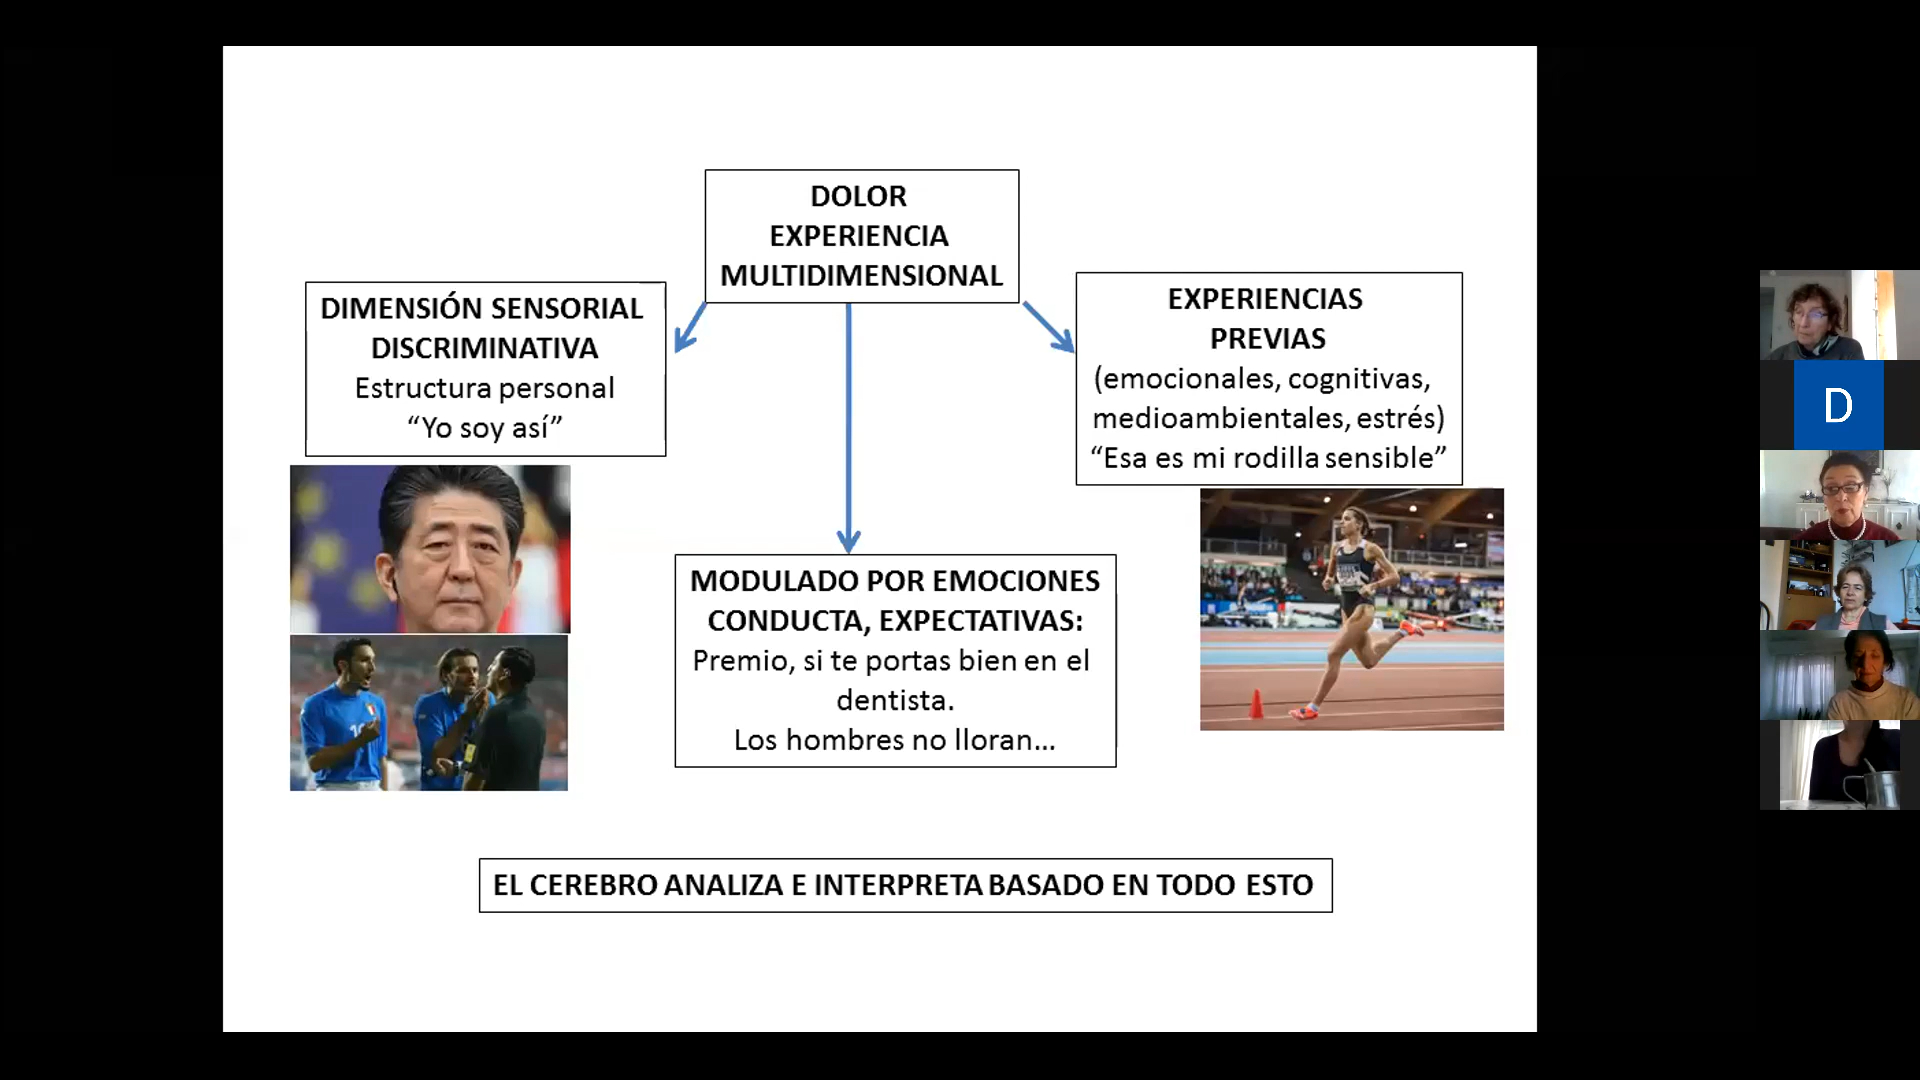 DOLOR
EXPERIENCIA
MULTIDIMENSIONAL
DIMENSIÓN SENSORIAL
DISCRIMINATIVA
Estructura personal
“Yo soy así”
EXPERIENCIAS
PREVIAS
(emocionales, cognitivas,
medioambientales, estrés)
“Esa es mi rodilla sensible”
MODULADO POR EMOCIONES
CONDUCTA, EXPECTATIVAS:
Premio, si te portas bien en el
dentista.
Los hombres no lloran...
EL CEREBRO ANALIZA E INTERPRETA BASADO EN TODO ESTO
D